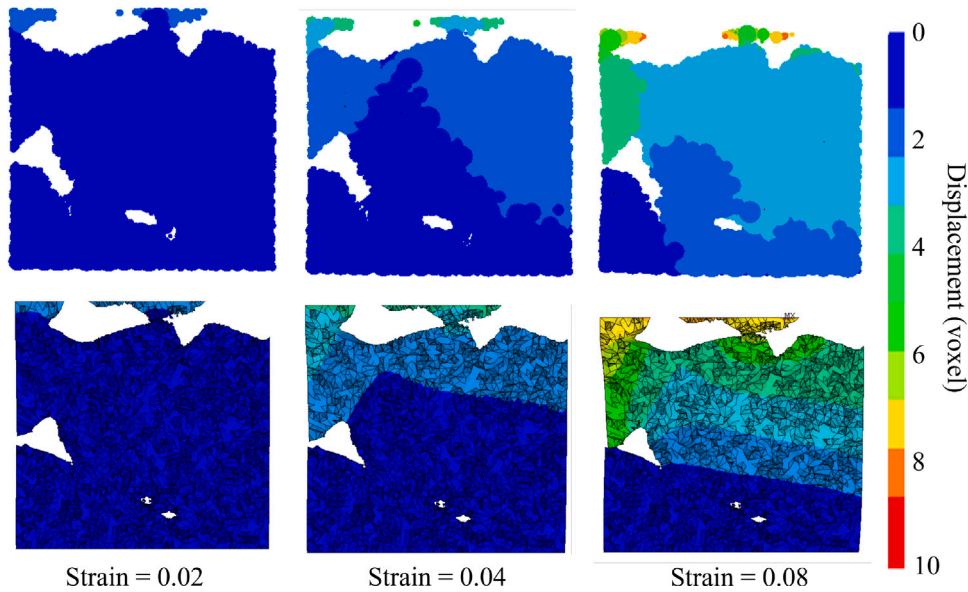 0
2
4
6
8
10
Displacement (voxel)
MX
Strain = 0.02
Strain = 0.04
Strain = 0.08